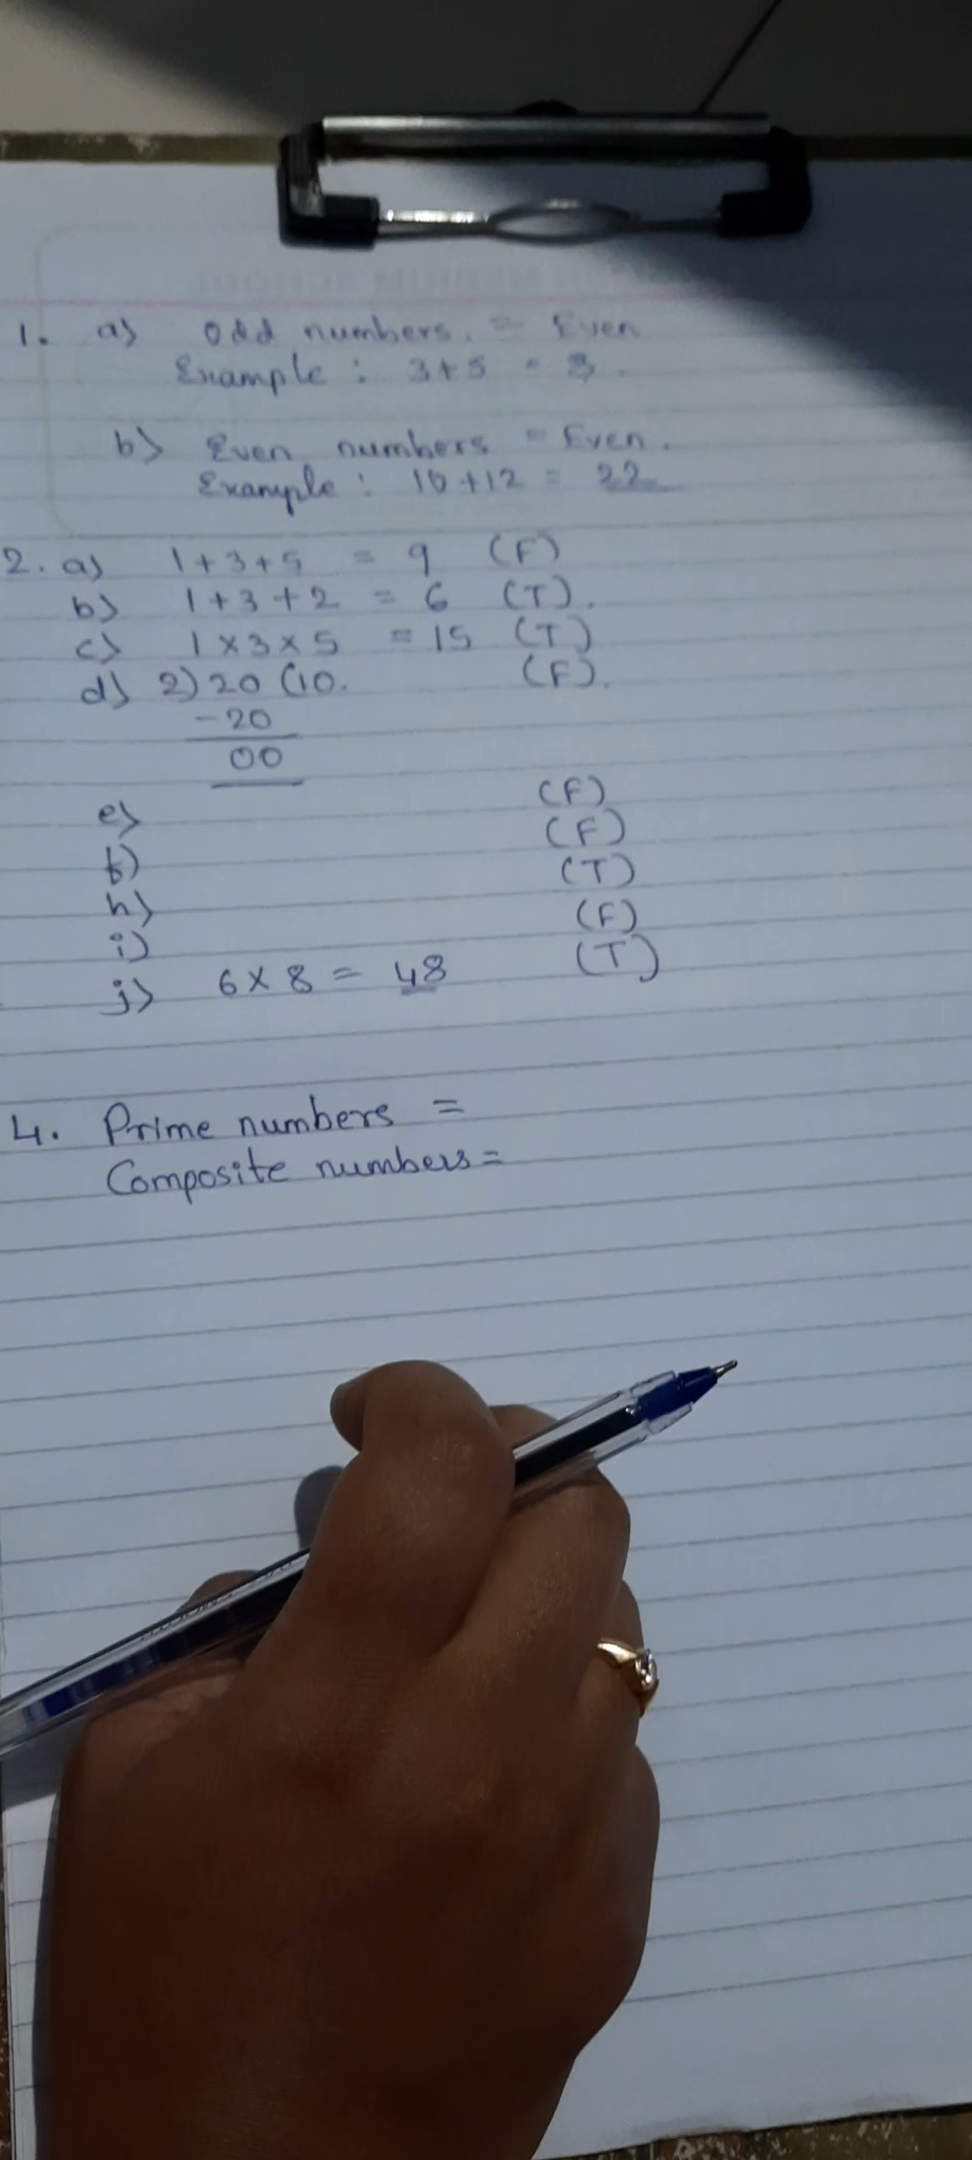 1. a) Odd numbers. = Even
Example : 3+5 = 8.
b) Even numbers = Even.
Example : 10+12 = 22
2. a) 1+3+5 = 9 (F)
b) 1+3+2 = 6 (T).
c) 1×3×5 = 15 (T)
d) 2)20(10. (F).
-20
00
e) (F)
f) (F)
h) (T)
i) (F)
j) 6×8 = 48 (T)
4. Prime numbers =
Composite numbers =